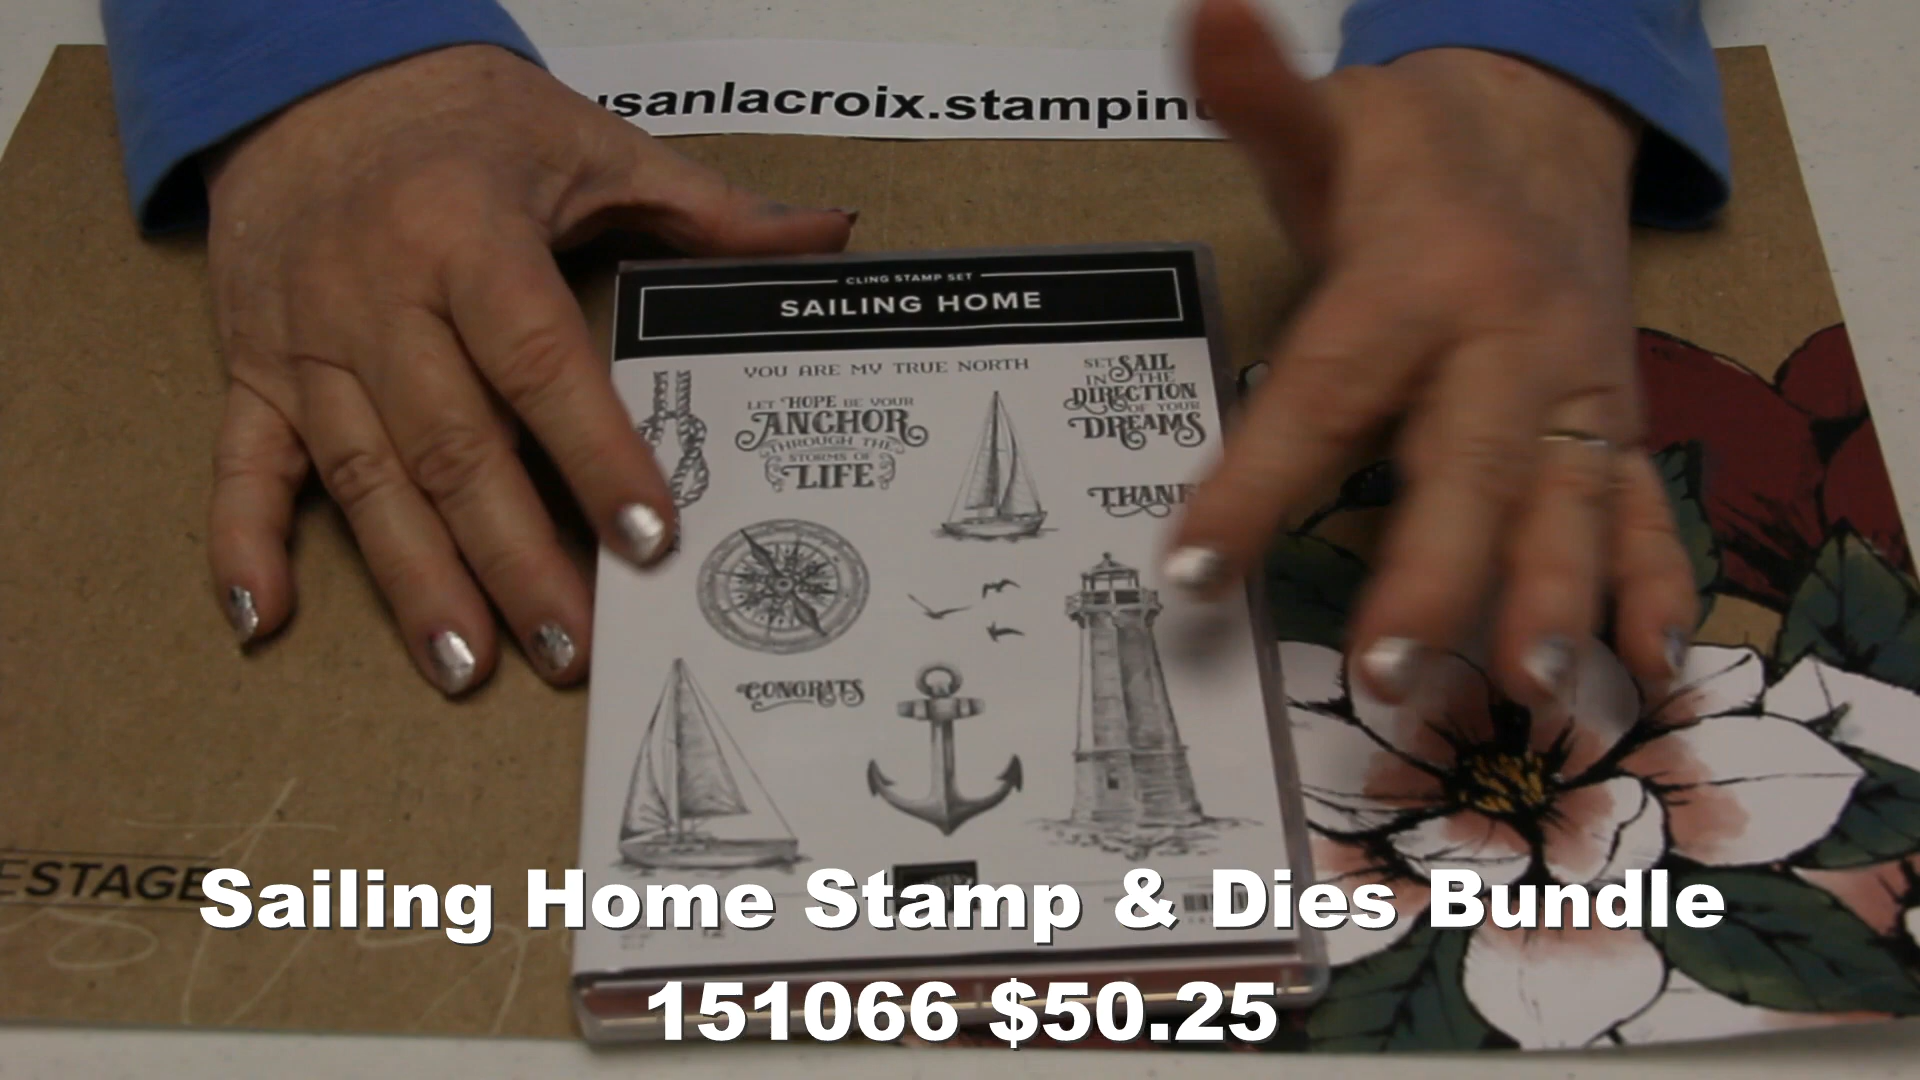 usanlacroix.stampinu
CLING STAMP SET
SAILING HOME
YOU ARE MY TRUE NORTH
LET HOPE BE YOUR
ANCHOR
THROUGH THE
STORMS OF
LIFE
SET SAIL
IN THE
DIRECTION
OF YOUR
DREAMS
THANK
CONGRATS
ESTAGE
Sailing Home Stamp & Dies Bundle
151066 $50.25